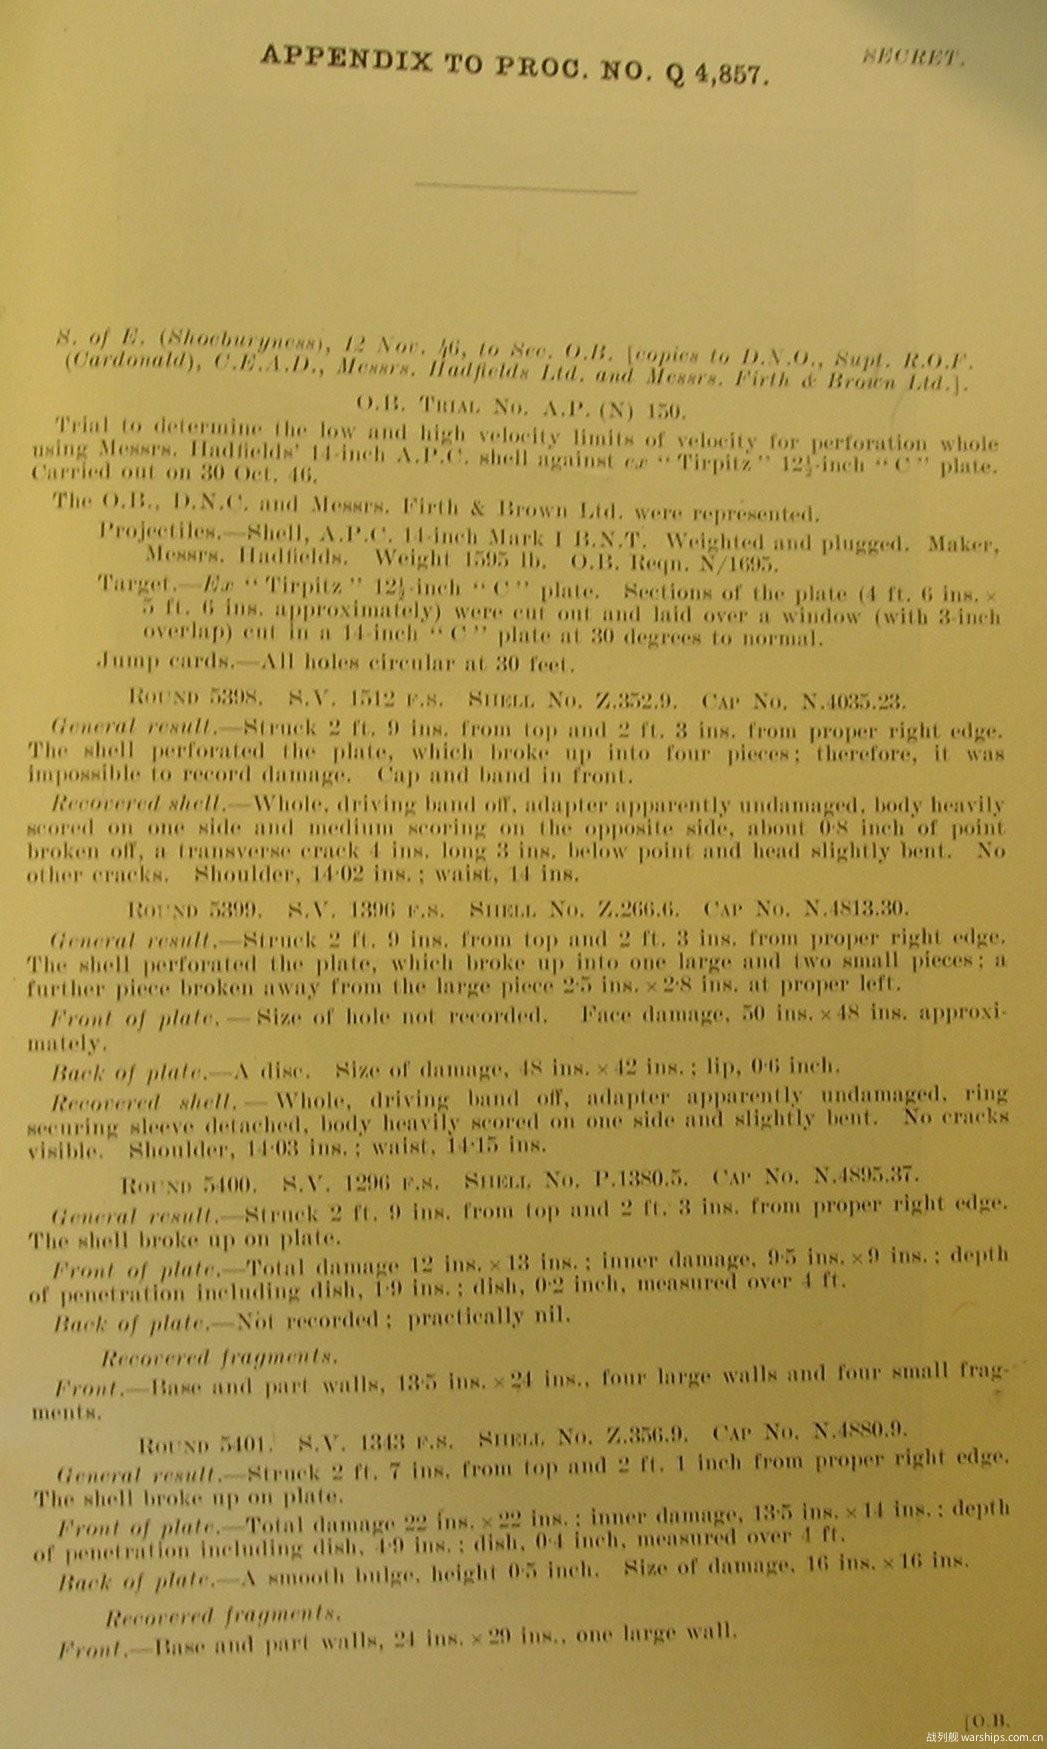 APPENDIX TO PROC. NO. Q 4,857.
SECRET.
S. of E. (Shoeburyness), 12 Nov. 46, to Sec. O.B. [copies to D.N.O., Supt. R.O.F.
(Cardonald), C.E.A.D., Messrs. Hadfields Ltd. and Messrs. Firth & Brown Ltd.].
O.B. TRIAL NO. A.P. (N) 150.
Trial to determine the low and high velocity limits of velocity for perforation whole
using Messrs. Hadfields' 14-inch A.P.C. shell against ex "Tirpitz" 12½-inch "C" plate.
Carried out on 30 Oct. 46.
The O.B., D.N.C. and Messrs. Firth & Brown Ltd. were represented.
Projectiles.—Shell, A.P.C. 14-inch Mark I B.N.T. Weighted and plugged. Maker,
Messrs. Hadfields. Weight 1595 lb. O.B. Reqn. N/1695.
Target.—Ex "Tirpitz" 12½-inch "C" plate. Sections of the plate (4 ft. 6 ins. ×
5 ft. 6 ins. approximately) were cut out and laid over a window (with 3-inch
overlap) cut in a 14-inch "C" plate at 30 degrees to normal.
Jump cards.—All holes circular at 30 feet.
ROUND 5398. S.V. 1512 F.S. SHELL NO. Z.352.9. CAP NO. N.4035.23.
General result.—Struck 2 ft. 9 ins. from top and 2 ft. 3 ins. from proper right edge.
The shell perforated the plate, which broke up into four pieces; therefore, it was
impossible to record damage. Cap and band in front.
Recovered shell.—Whole, driving band off, adapter apparently undamaged, body heavily
scored on one side and medium scoring on the opposite side, about 0·8 inch of point
broken off, a transverse crack 4 ins. long 3 ins. below point and head slightly bent. No
other cracks. Shoulder, 14·02 ins.; waist, 14 ins.
ROUND 5399. S.V. 1396 F.S. SHELL NO. Z.266.6. CAP NO. N.4813.30.
General result.—Struck 2 ft. 9 ins. from top and 2 ft. 3 ins. from proper right edge.
The shell perforated the plate, which broke up into one large and two small pieces; a
further piece broken away from the large piece 2·5 ins. × 2·8 ins. at proper left.
Front of plate.—Size of hole not recorded. Face damage, 50 ins. × 48 ins. approxi-
mately.
Back of plate.—A disc. Size of damage, 48 ins. × 42 ins.; lip, 0·6 inch.
Recovered shell.—Whole, driving band off, adapter apparently undamaged, ring
securing sleeve detached, body heavily scored on one side and slightly bent. No cracks
visible. Shoulder, 14·03 ins.; waist, 14·15 ins.
ROUND 5400. S.V. 1296 F.S. SHELL NO. P.1380.5. CAP NO. N.4895.37.
General result.—Struck 2 ft. 9 ins. from top and 2 ft. 3 ins. from proper right edge.
The shell broke up on plate.
Front of plate.—Total damage 12 ins. × 13 ins.; inner damage, 9·5 ins. × 9 ins.; depth
of penetration including dish, 1·9 ins.; dish, 0·2 inch, measured over 4 ft.
Back of plate.—Not recorded; practically nil.
Recovered fragments.
Front.—Base and part walls, 13·5 ins. × 24 ins., four large walls and four small frag-
ments.
ROUND 5401. S.V. 1343 F.S. SHELL NO. Z.356.9. CAP NO. N.4880.9.
General result.—Struck 2 ft. 7 ins. from top and 2 ft. 1 inch from proper right edge.
The shell broke up on plate.
Front of plate.—Total damage 22 ins. × 22 ins.; inner damage, 13·5 ins. × 14 ins.; depth
of penetration including dish, 4·9 ins.; dish, 0·4 inch, measured over 4 ft.
Back of plate.—A smooth bulge, height 0·5 inch. Size of damage, 16 ins. × 16 ins.
Recovered fragments.
Front.—Base and part walls, 24 ins. × 29 ins., one large wall.
[O.B.
战列舰 warships.com.cn